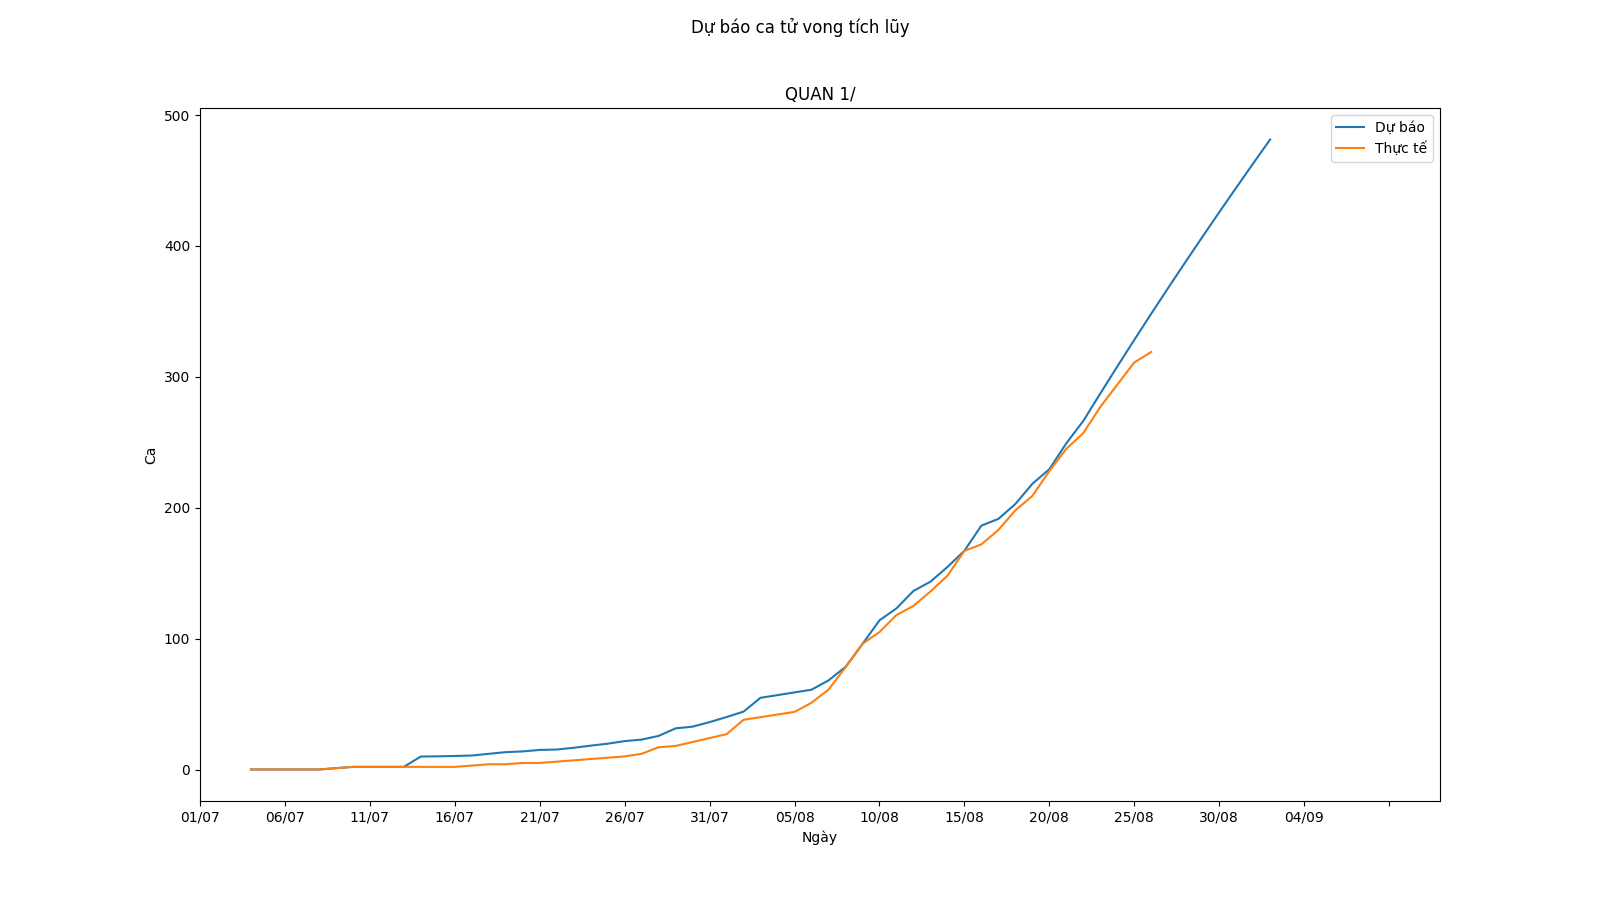 Dự báo ca tử vong tích lũy
QUAN 1/
Dự báo
Thực tế
500
400
300
200
100
0
Ca
01/07 06/07 11/07 16/07 21/07 26/07 31/07 05/08 10/08 15/08 20/08 25/08 30/08 04/09
Ngày